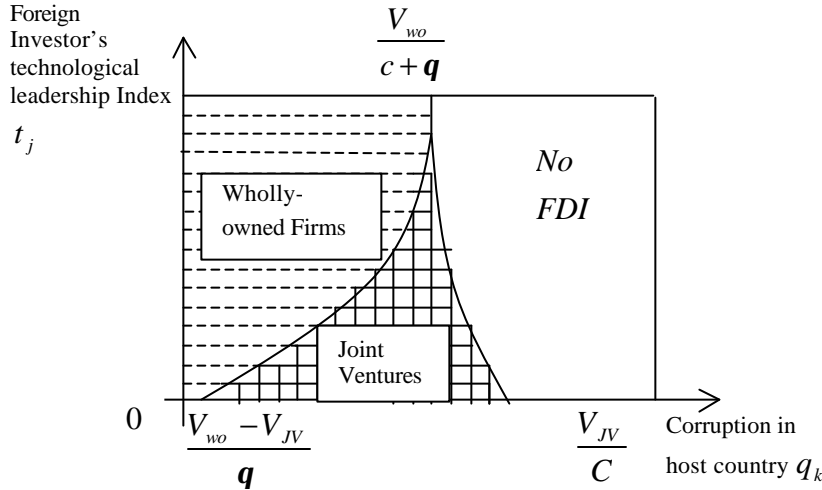 Foreign
Investor's
technological
leadership Index
t_j
V_wo
c + q
No
FDI
Wholly-
owned Firms
Joint
Ventures
0
V_wo − V_JV
q
V_JV
C
Corruption in
host country q_k